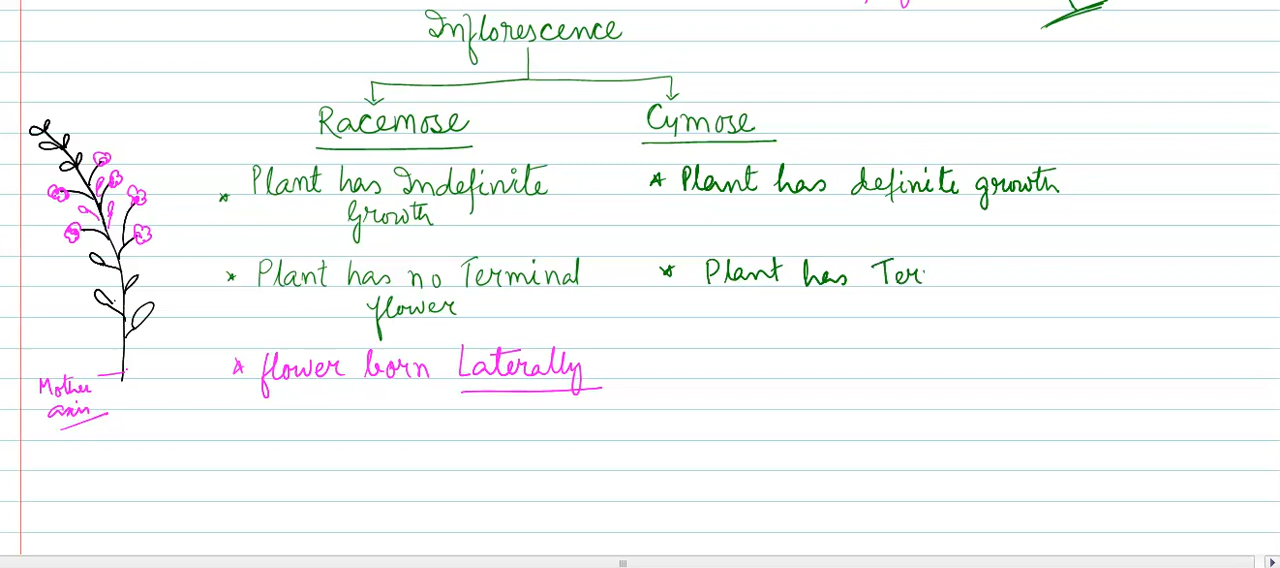 Inflorescence
Racemose
Cymose
* Plant has Indefinite
Growth
* Plant has definite growth
* Plant has no Terminal
flower
* Plant has Ter
* flower born Laterally
Mother
axis